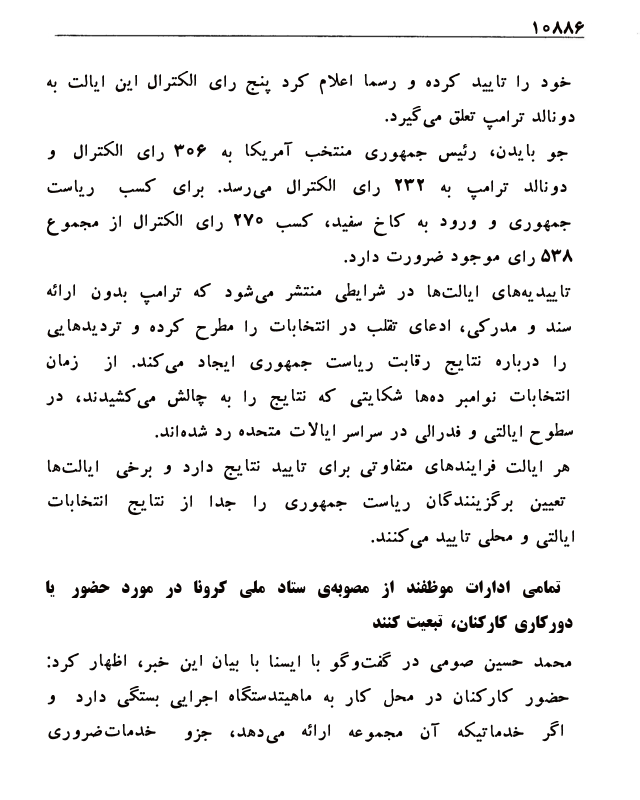 ۱۰۸۸۶
خود را تایید کرده و رسما اعلام کرد پنج رای الکترال این ایالت به
دونالد ترامپ تعلق می‌گیرد.
جو بایدن، رئیس جمهوری منتخب آمریکا به ۳۰۶ رای الکترال و
دونالد ترامپ به ۲۳۲ رای الکترال می‌رسد. برای کسب ریاست
جمهوری و ورود به کاخ سفید، کسب ۲۷۰ رای الکترال از مجموع
۵۳۸ رای موجود ضرورت دارد.
تاییدیه‌های ایالت‌ها در شرایطی منتشر می‌شود که ترامپ بدون ارائه
سند و مدرکی، ادعای تقلب در انتخابات را مطرح کرده و تردیدهایی
را درباره نتایج رقابت ریاست جمهوری ایجاد می‌کند. از زمان
انتخابات نوامبر ده‌ها شکایتی که نتایج را به چالش می‌کشیدند، در
سطوح ایالتی و فدرالی در سراسر ایالات متحده رد شده‌اند.
هر ایالت فرایندهای متفاوتی برای تایید نتایج دارد و برخی ایالت‌ها
تعیین برگزینندگان ریاست جمهوری را جدا از نتایج انتخابات
ایالتی و محلی تایید می‌کنند.
تمامی ادارات موظفند از مصوبه‌ی ستاد ملی کرونا در مورد حضور یا
دورکاری کارکنان، تبعیت کنند
محمد حسین صومی در گفت‌وگو با ایسنا با بیان این خبر، اظهار کرد:
حضور کارکنان در محل کار به ماهیتدستگاه اجرایی بستگی دارد و
اگر خدماتیکه آن مجموعه ارائه می‌دهد، جزو خدمات‌ضروری